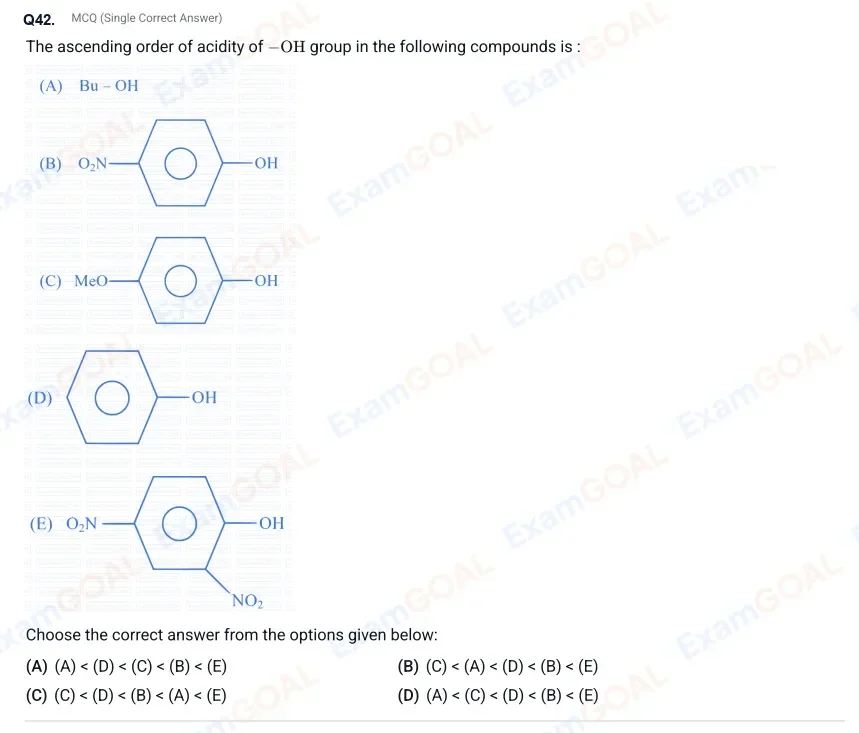 Q42. MCQ (Single Correct Answer)
The ascending order of acidity of –OH group in the following compounds is :
(A) Bu – OH
(B) O₂N OH
(C) MeO OH
(D) OH
(E) O₂N OH
NO₂
Choose the correct answer from the options given below:
(A) (A) < (D) < (C) < (B) < (E) (B) (C) < (A) < (D) < (B) < (E)
(C) (C) < (D) < (B) < (A) < (E) (D) (A) < (C) < (D) < (B) < (E)
ExamGOAL